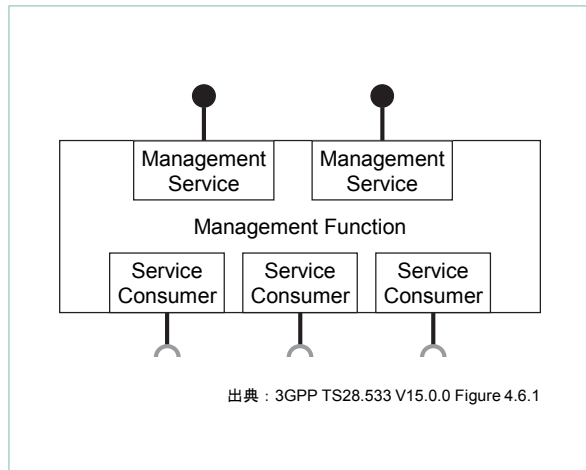 Management
Service
Management
Service
Management Function
Service
Consumer
Service
Consumer
Service
Consumer
出典：3GPP TS28.533 V15.0.0 Figure 4.6.1